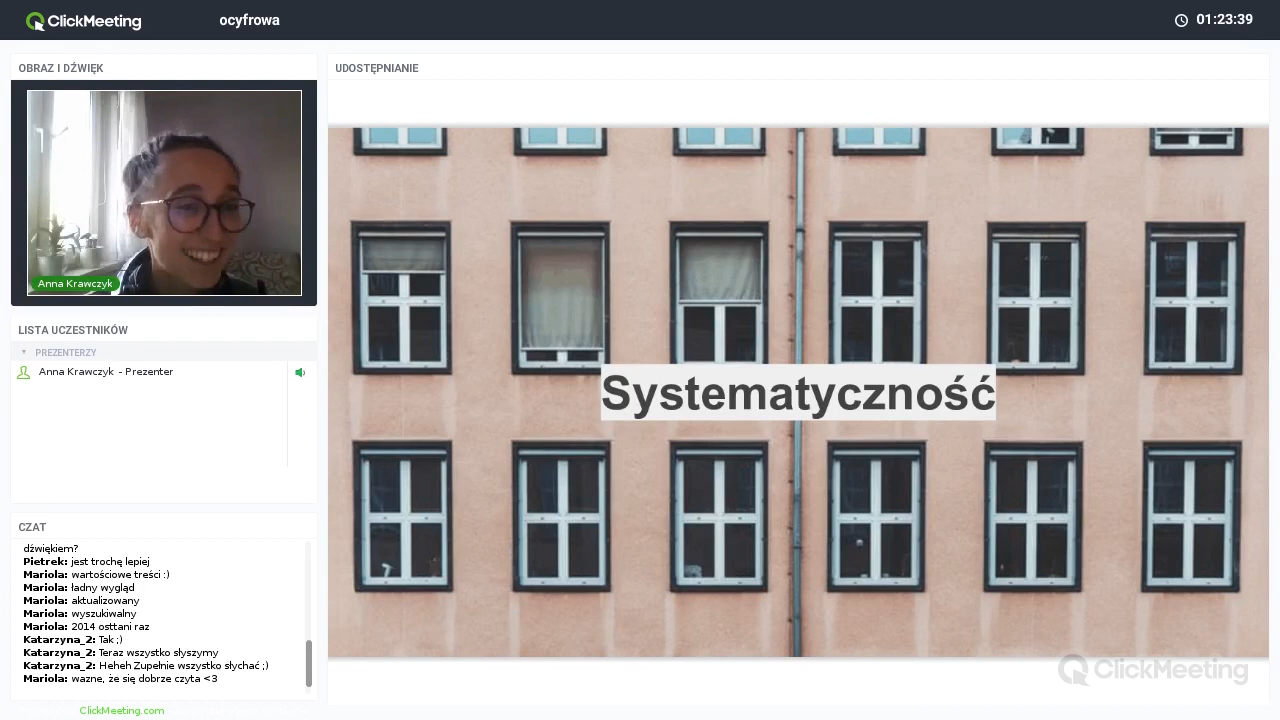 ClickMeeting
ocyfrowa
01:23:39
OBRAZ I DŹWIĘK
Anna Krawczyk
LISTA UCZESTNIKÓW
PREZENTERZY
Anna Krawczyk - Prezenter
CZAT
dźwiękiem?
Pietrek: jest trochę lepiej
Mariola: wartościowe treści :)
Mariola: ładny wygląd
Mariola: aktualizowany
Mariola: wyszukiwalny
Mariola: 2014 osttani raz
Katarzyna_2: Tak ;)
Katarzyna_2: Teraz wszystko słyszymy
Katarzyna_2: Heheh Zupełnie wszystko słychać ;)
Mariola: wazne, że się dobrze czyta <3
ClickMeeting.com
UDOSTĘPNIANIE
Systematyczność
ClickMeeting